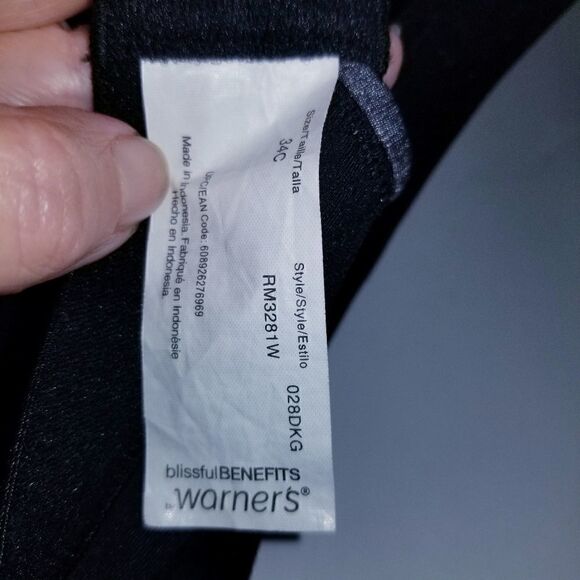 Size/Taille/Talla
34C
Style/Style/Estilo
RM3281W
028DKG
UPC/EAN Code: 608926276969
Made in Indonesia. Fabriqué en Indonésie
Hecho en Indonesia
blissfulBENEFITS
warner's®